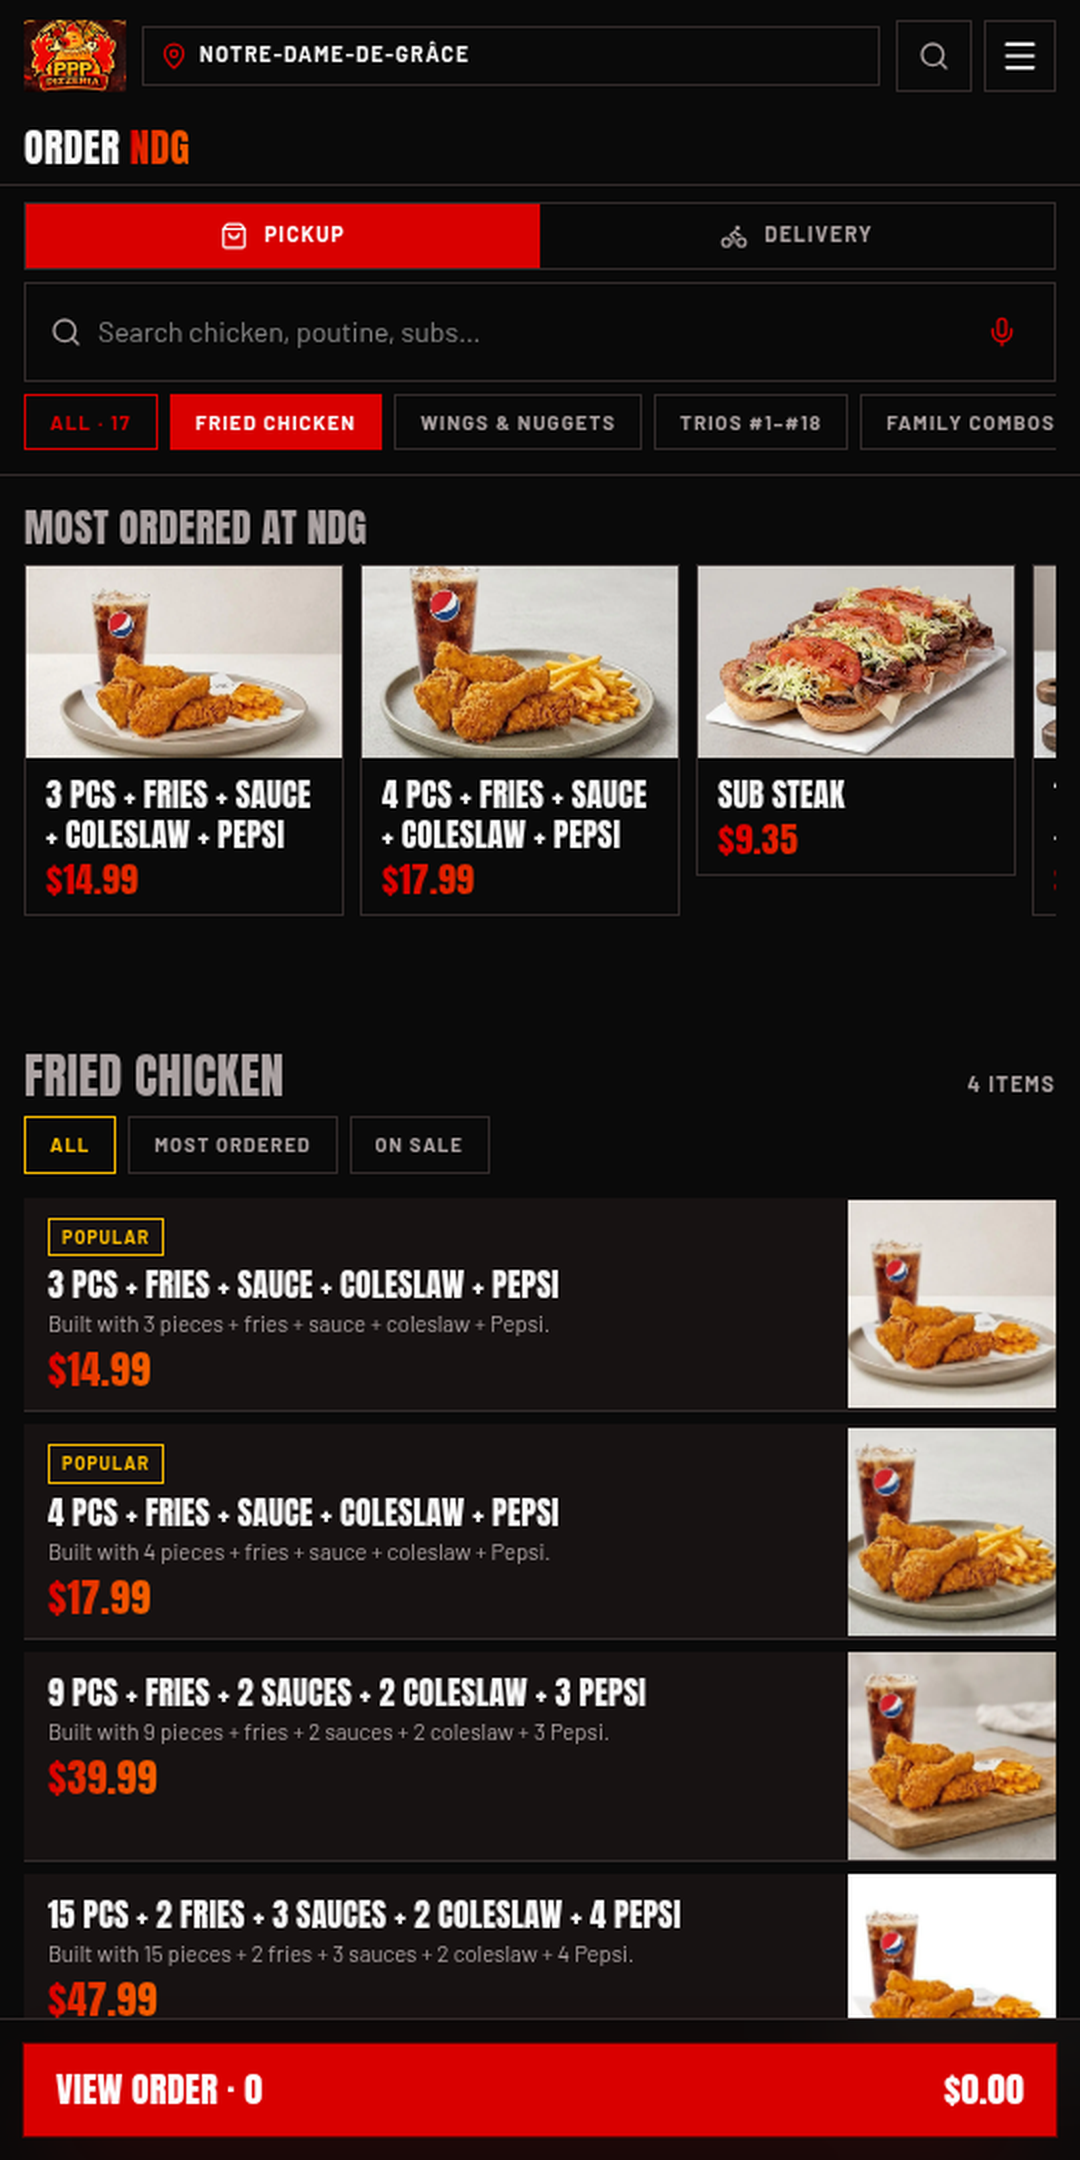 PPP
PIZZERIA
NOTRE-DAME-DE-GRÂCE
ORDER NDG
PICKUP
DELIVERY
Search chicken, poutine, subs...
ALL · 17
FRIED CHICKEN
WINGS & NUGGETS
TRIOS #1–#18
FAMILY COMBOS
MOST ORDERED AT NDG
3 PCS + FRIES + SAUCE
+ COLESLAW + PEPSI
$14.99
4 PCS + FRIES + SAUCE
+ COLESLAW + PEPSI
$17.99
SUB STEAK
$9.35
FRIED CHICKEN
4 ITEMS
ALL
MOST ORDERED
ON SALE
POPULAR
3 PCS + FRIES + SAUCE + COLESLAW + PEPSI
Built with 3 pieces + fries + sauce + coleslaw + Pepsi.
$14.99
POPULAR
4 PCS + FRIES + SAUCE + COLESLAW + PEPSI
Built with 4 pieces + fries + sauce + coleslaw + Pepsi.
$17.99
9 PCS + FRIES + 2 SAUCES + 2 COLESLAW + 3 PEPSI
Built with 9 pieces + fries + 2 sauces + 2 coleslaw + 3 Pepsi.
$39.99
15 PCS + 2 FRIES + 3 SAUCES + 2 COLESLAW + 4 PEPSI
Built with 15 pieces + 2 fries + 3 sauces + 2 coleslaw + 4 Pepsi.
$47.99
VIEW ORDER · 0
$0.00